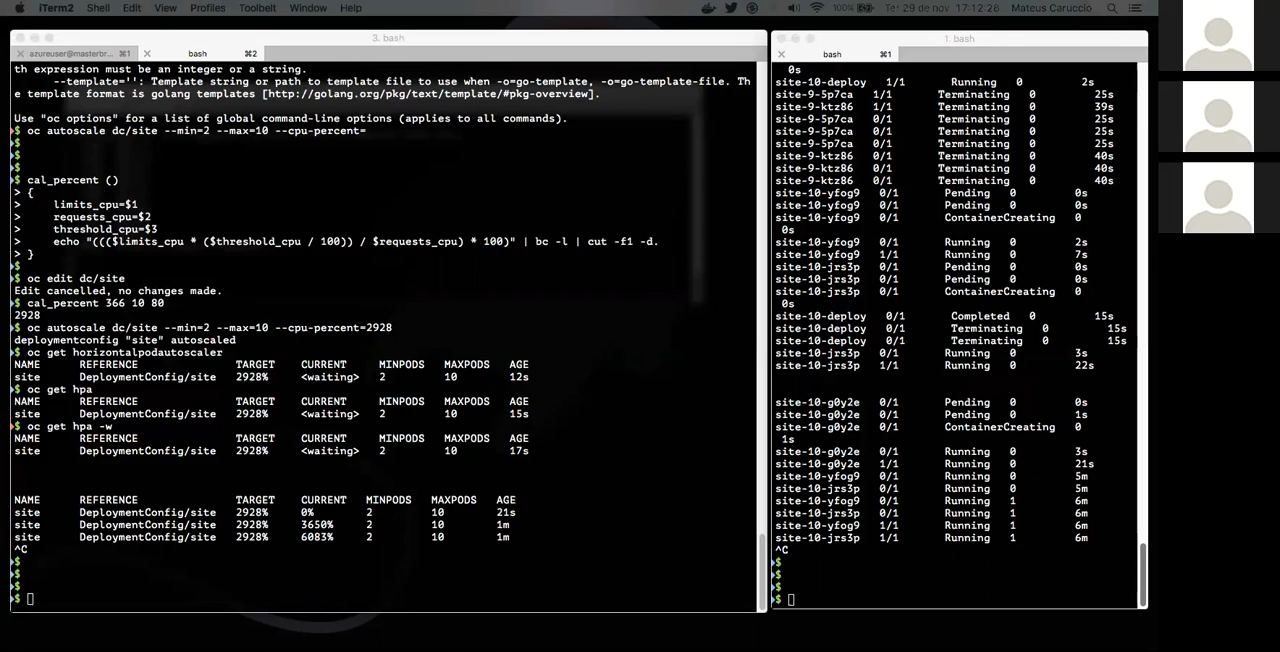 iTerm2 Shell Edit View Profiles Toolbelt Window Help 100% Ter 29 de nov 17:12:28 Mateus Caruccio
3. bash
azureuser@masterbr... ⌘1 bash ⌘2
th expression must be an integer or a string.
--template='': Template string or path to template file to use when -o=go-template, -o=go-template-file. Th
e template format is golang templates [http://golang.org/pkg/text/template/#pkg-overview].
Use "oc options" for a list of global command-line options (applies to all commands).
$ oc autoscale dc/site --min=2 --max=10 --cpu-percent=
$
$
$
$ cal_percent ()
> {
> limits_cpu=$1
> requests_cpu=$2
> threshold_cpu=$3
> echo "((($limits_cpu * ($threshold_cpu / 100)) / $requests_cpu) * 100)" | bc -l | cut -f1 -d.
> }
$
$ oc edit dc/site
Edit cancelled, no changes made.
$ cal_percent 366 10 80
2928
$ oc autoscale dc/site --min=2 --max=10 --cpu-percent=2928
deploymentconfig "site" autoscaled
$ oc get horizontalpodautoscaler
NAME REFERENCE TARGET CURRENT MINPODS MAXPODS AGE
site DeploymentConfig/site 2928% <waiting> 2 10 12s
$ oc get hpa
NAME REFERENCE TARGET CURRENT MINPODS MAXPODS AGE
site DeploymentConfig/site 2928% <waiting> 2 10 15s
$ oc get hpa -w
NAME REFERENCE TARGET CURRENT MINPODS MAXPODS AGE
site DeploymentConfig/site 2928% <waiting> 2 10 17s
NAME REFERENCE TARGET CURRENT MINPODS MAXPODS AGE
site DeploymentConfig/site 2928% 0% 2 10 21s
site DeploymentConfig/site 2928% 3650% 2 10 1m
site DeploymentConfig/site 2928% 6083% 2 10 1m
^C
$
$
$
$
1. bash
bash ⌘1
0s
site-10-deploy 1/1 Running 0 2s
site-9-5p7ca 1/1 Terminating 0 25s
site-9-ktz86 1/1 Terminating 0 39s
site-9-5p7ca 0/1 Terminating 0 25s
site-9-5p7ca 0/1 Terminating 0 25s
site-9-5p7ca 0/1 Terminating 0 25s
site-9-ktz86 0/1 Terminating 0 40s
site-9-ktz86 0/1 Terminating 0 40s
site-9-ktz86 0/1 Terminating 0 40s
site-10-yfog9 0/1 Pending 0 0s
site-10-yfog9 0/1 Pending 0 0s
site-10-yfog9 0/1 ContainerCreating 0
0s
site-10-yfog9 0/1 Running 0 2s
site-10-yfog9 1/1 Running 0 7s
site-10-jrs3p 0/1 Pending 0 0s
site-10-jrs3p 0/1 Pending 0 0s
site-10-jrs3p 0/1 ContainerCreating 0
0s
site-10-deploy 0/1 Completed 0 15s
site-10-deploy 0/1 Terminating 0 15s
site-10-deploy 0/1 Terminating 0 15s
site-10-jrs3p 0/1 Running 0 3s
site-10-jrs3p 1/1 Running 0 22s
site-10-g0y2e 0/1 Pending 0 0s
site-10-g0y2e 0/1 Pending 0 1s
site-10-g0y2e 0/1 ContainerCreating 0
1s
site-10-g0y2e 0/1 Running 0 3s
site-10-g0y2e 1/1 Running 0 21s
site-10-yfog9 0/1 Running 0 5m
site-10-jrs3p 0/1 Running 0 5m
site-10-yfog9 0/1 Running 1 6m
site-10-jrs3p 0/1 Running 1 6m
site-10-yfog9 1/1 Running 1 6m
site-10-jrs3p 1/1 Running 1 6m
^C
$
$
$
$